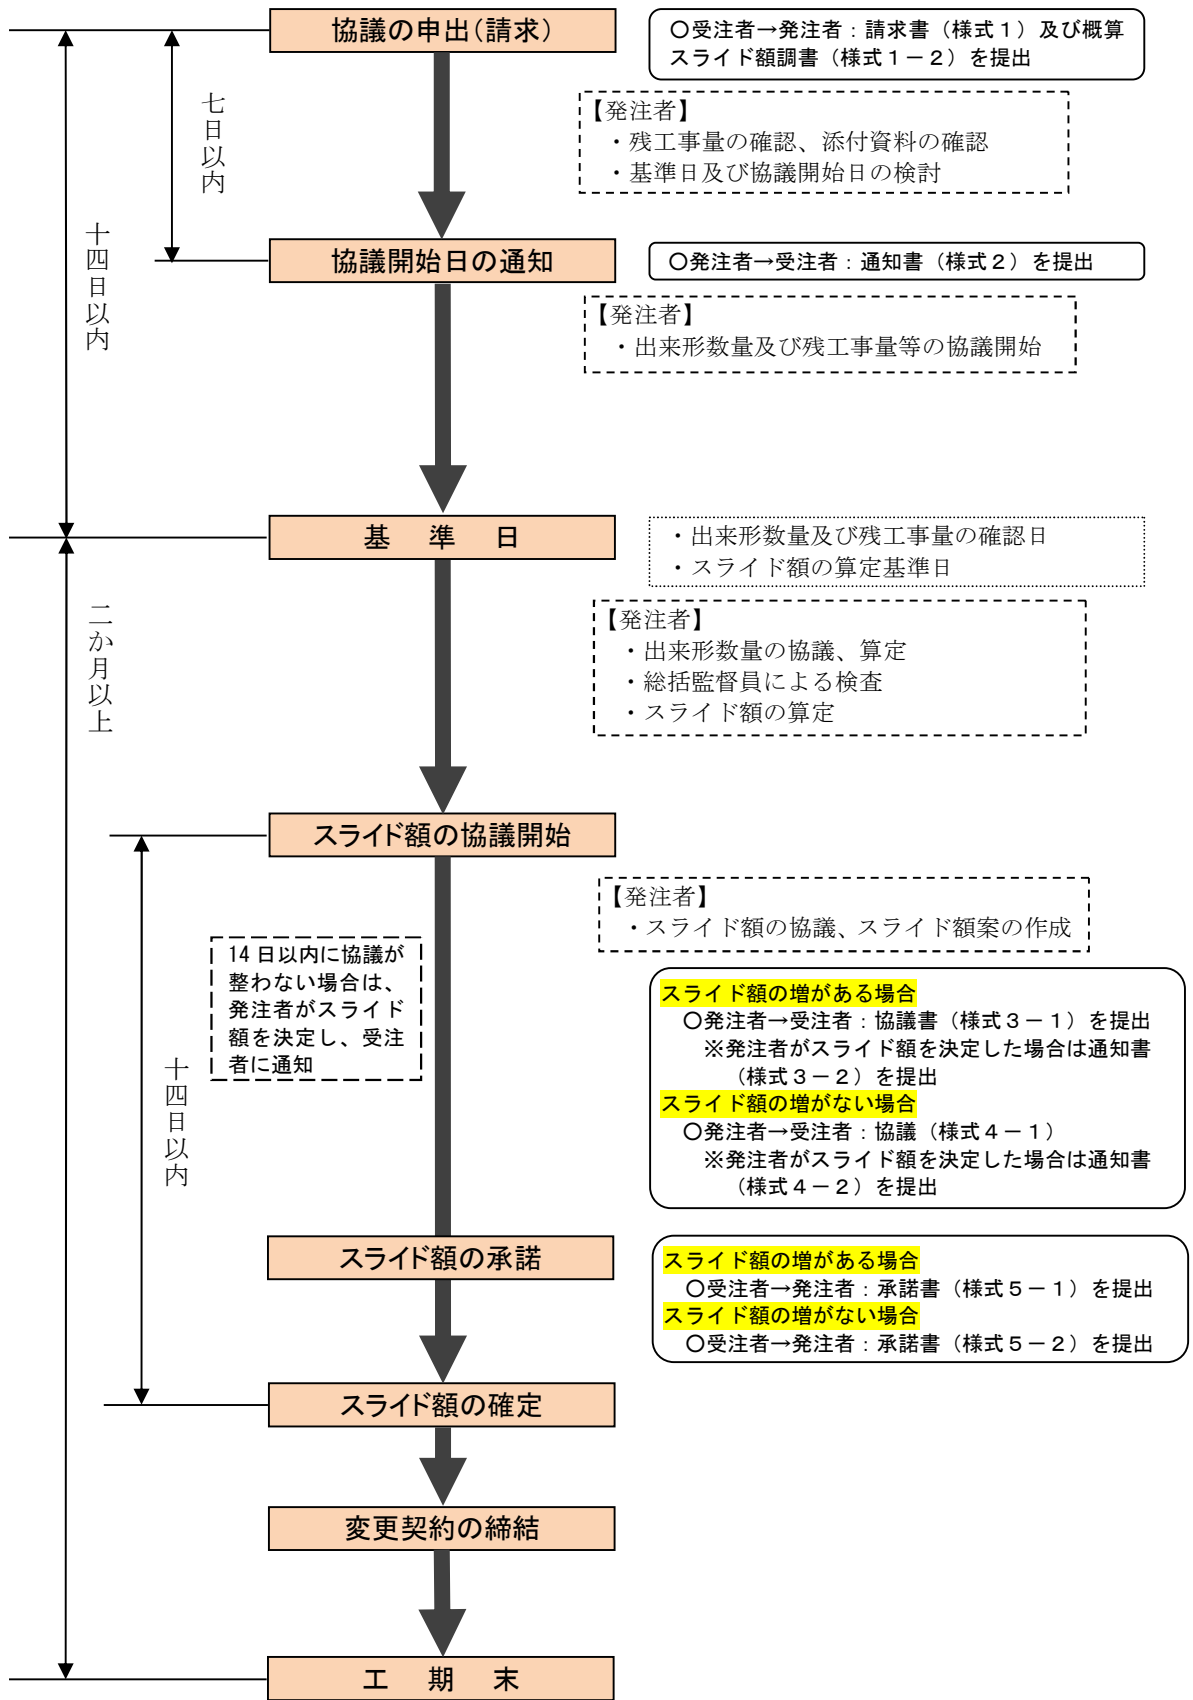 協議の申出(請求)
〇受注者→発注者：請求書（様式１）及び概算
スライド額調書（様式１－２）を提出
七日以内
【発注者】
・残工事量の確認、添付資料の確認
・基準日及び協議開始日の検討
十四日以内
協議開始日の通知
〇発注者→受注者：通知書（様式２）を提出
【発注者】
・出来形数量及び残工事量等の協議開始
基　準　日
・出来形数量及び残工事量の確認日
・スライド額の算定基準日
二か月以上
【発注者】
・出来形数量の協議、算定
・総括監督員による検査
・スライド額の算定
スライド額の協議開始
【発注者】
・スライド額の協議、スライド額案の作成
14 日以内に協議が
整わない場合は、
発注者がスライド
額を決定し、受注
者に通知
十四日以内
スライド額の増がある場合
〇発注者→受注者：協議書（様式３－１）を提出
※発注者がスライド額を決定した場合は通知書
（様式３－２）を提出
スライド額の増がない場合
〇発注者→受注者：協議（様式４－１）
※発注者がスライド額を決定した場合は通知書
（様式４－２）を提出
スライド額の承諾
スライド額の増がある場合
〇受注者→発注者：承諾書（様式５－１）を提出
スライド額の増がない場合
〇受注者→発注者：承諾書（様式５－２）を提出
スライド額の確定
変更契約の締結
工　期　末